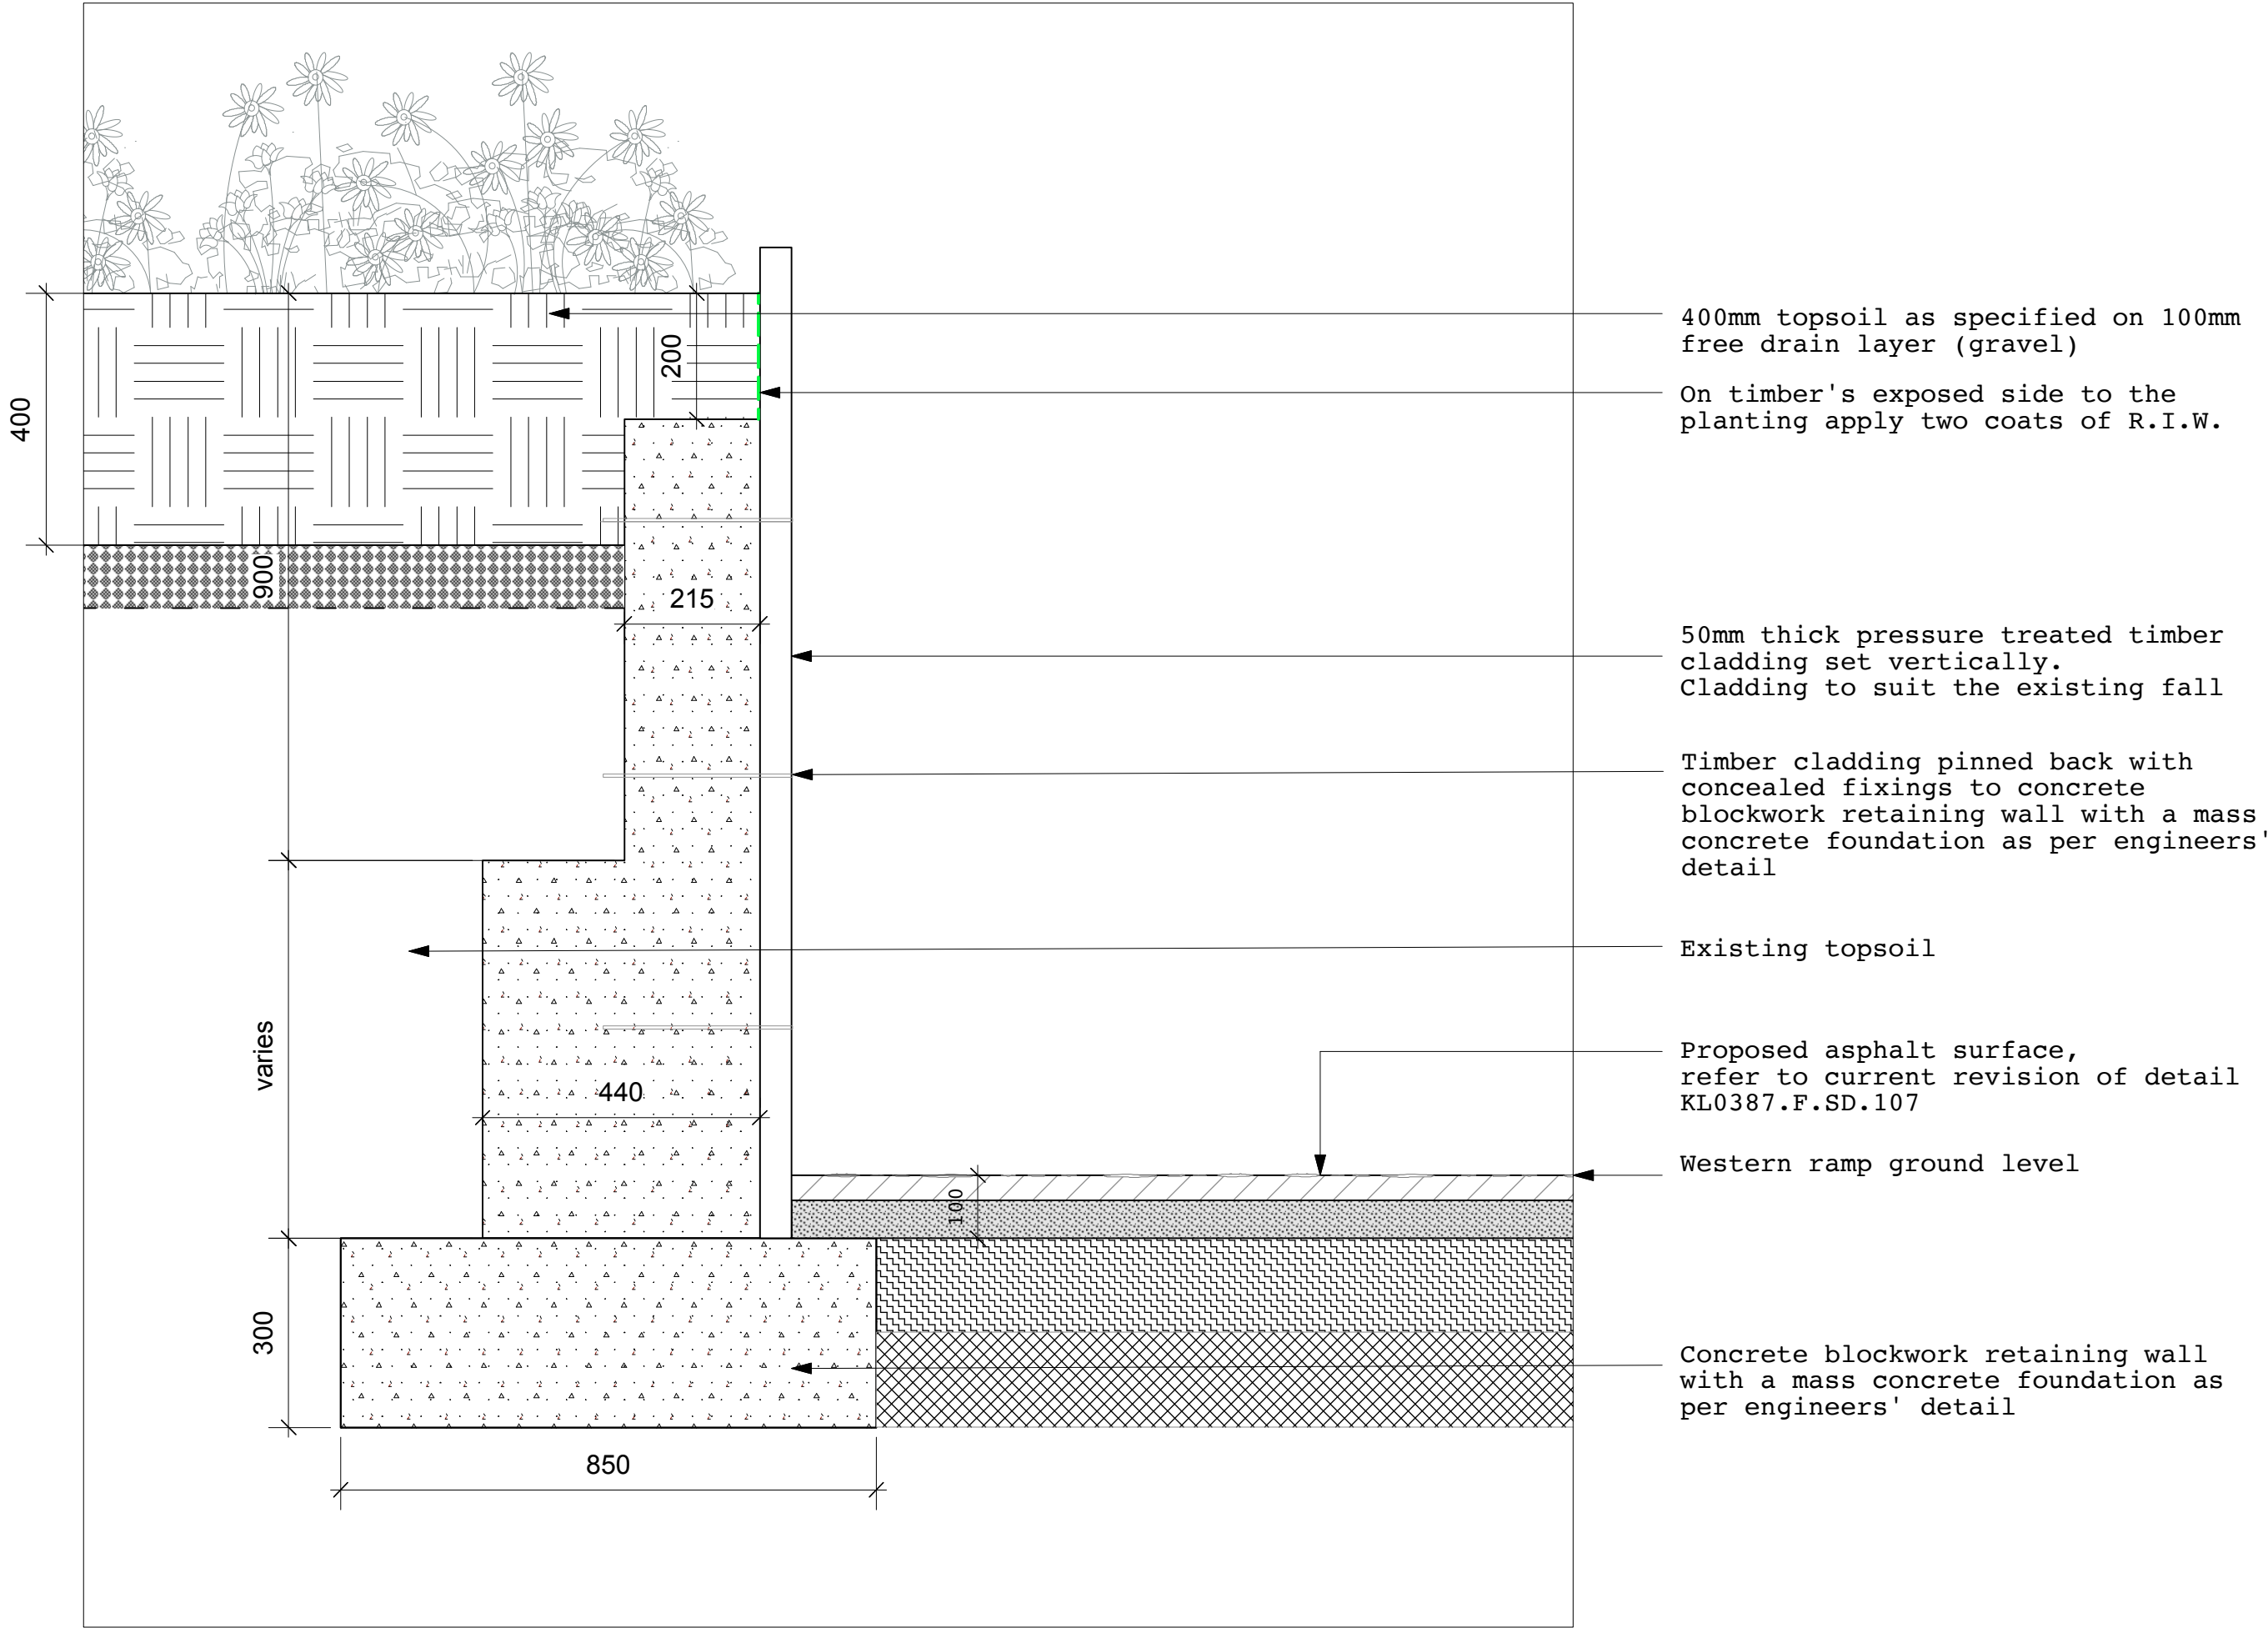 400mm topsoil as specified on 100mm
free drain layer (gravel)
On timber's exposed side to the
planting apply two coats of R.I.W.
50mm thick pressure treated timber
cladding set vertically.
Cladding to suit the existing fall
Timber cladding pinned back with
concealed fixings to concrete
blockwork retaining wall with a mass
concrete foundation as per engineers'
detail
Existing topsoil
Proposed asphalt surface,
refer to current revision of detail
KL0387.F.SD.107
Western ramp ground level
Concrete blockwork retaining wall
with a mass concrete foundation as
per engineers' detail
400
200
900
215
varies
440
100
300
850